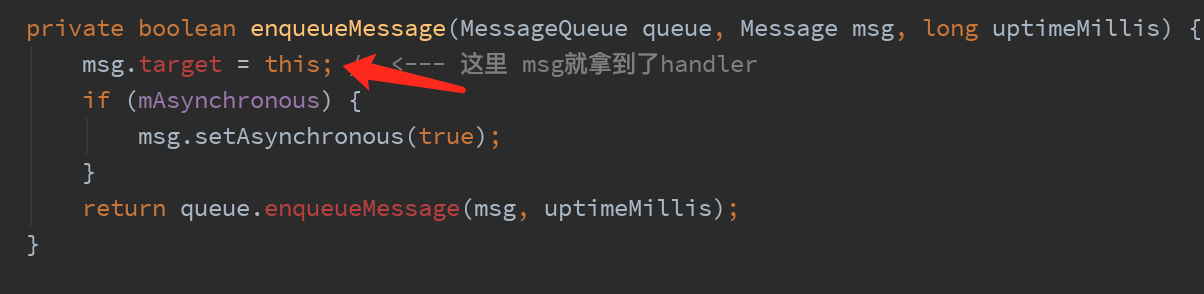 private boolean enqueueMessage(MessageQueue queue, Message msg, long uptimeMillis) {
msg.target = this; / <--- 这里 msg就拿到了handler
if (mAsynchronous) {
msg.setAsynchronous(true);
}
return queue.enqueueMessage(msg, uptimeMillis);
}